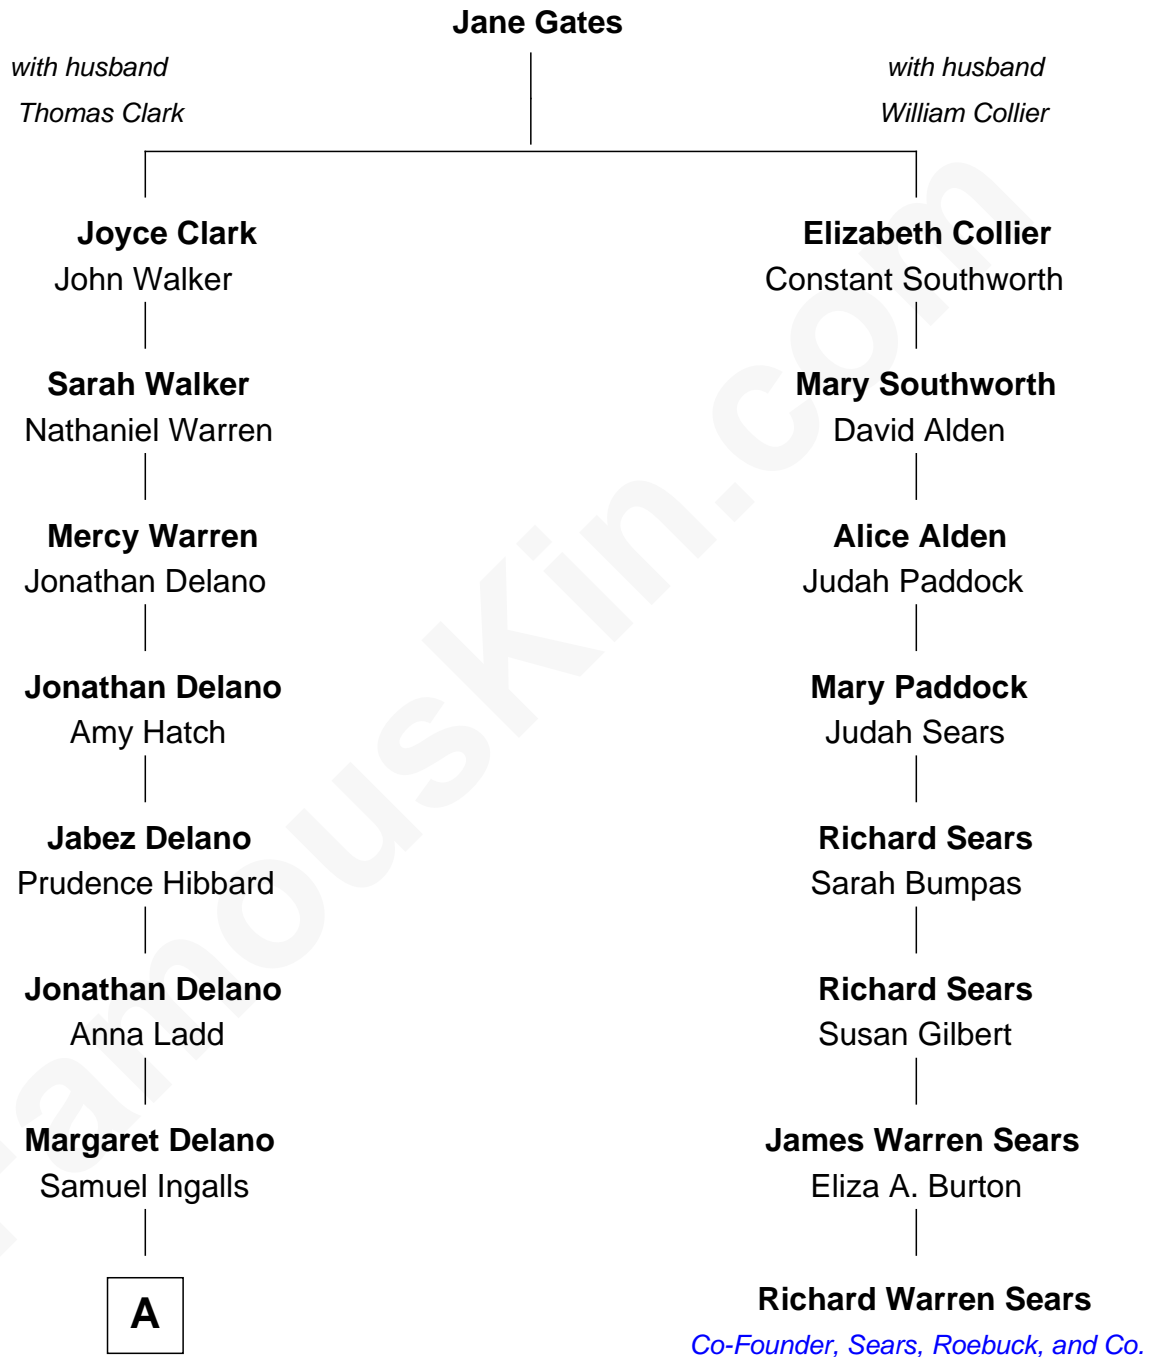 Jane Gates
with husband
Thomas Clark
with husband
William Collier
Joyce Clark
John Walker
Sarah Walker
Nathaniel Warren
Mercy Warren
Jonathan Delano
Jonathan Delano
Amy Hatch
Jabez Delano
Prudence Hibbard
Jonathan Delano
Anna Ladd
Margaret Delano
Samuel Ingalls
A
Elizabeth Collier
Constant Southworth
Mary Southworth
David Alden
Alice Alden
Judah Paddock
Mary Paddock
Judah Sears
Richard Sears
Sarah Bumpas
Richard Sears
Susan Gilbert
James Warren Sears
Eliza A. Burton
Richard Warren Sears
Co-Founder, Sears, Roebuck, and Co.
FamousKin.com